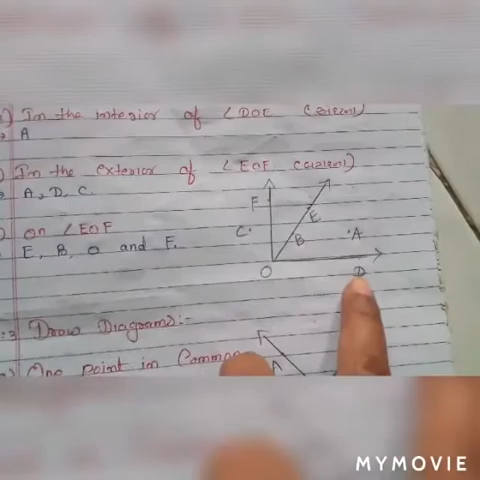 In the interior of ∠DOE
A
In the exterior of ∠EOF
A, D, C.
On ∠EOF
E, B, O and F.
F
E
C.
B
.A
O
D
Draw Diagrams:-
One point in Common
A
MYMOVIE